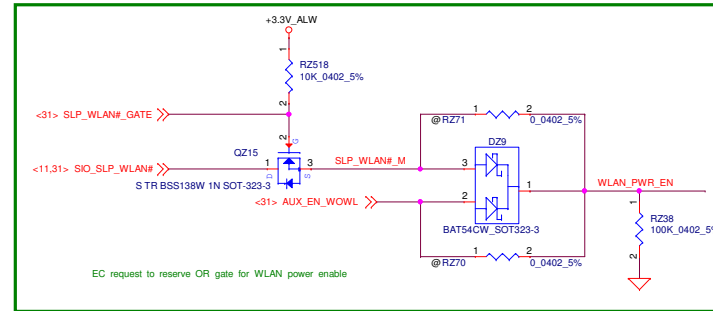 +3.3V_ALW
1
RZ518
10K_0402_5%
2
<31> SLP_WLAN#_GATE
2
G
QZ15
<11,31> SIO_SLP_WLAN#
1
D
3
S
SLP_WLAN#_M
S TR BSS138W 1N SOT-323-3
<31> AUX_EN_WOWL
1
2
@RZ71
0_0402_5%
DZ9
3
2
1
BAT54CW_SOT323-3
1
2
@RZ70
0_0402_5%
WLAN_PWR_EN
1
RZ38
100K_0402_5%
2
EC request to reserve OR gate for WLAN power enable